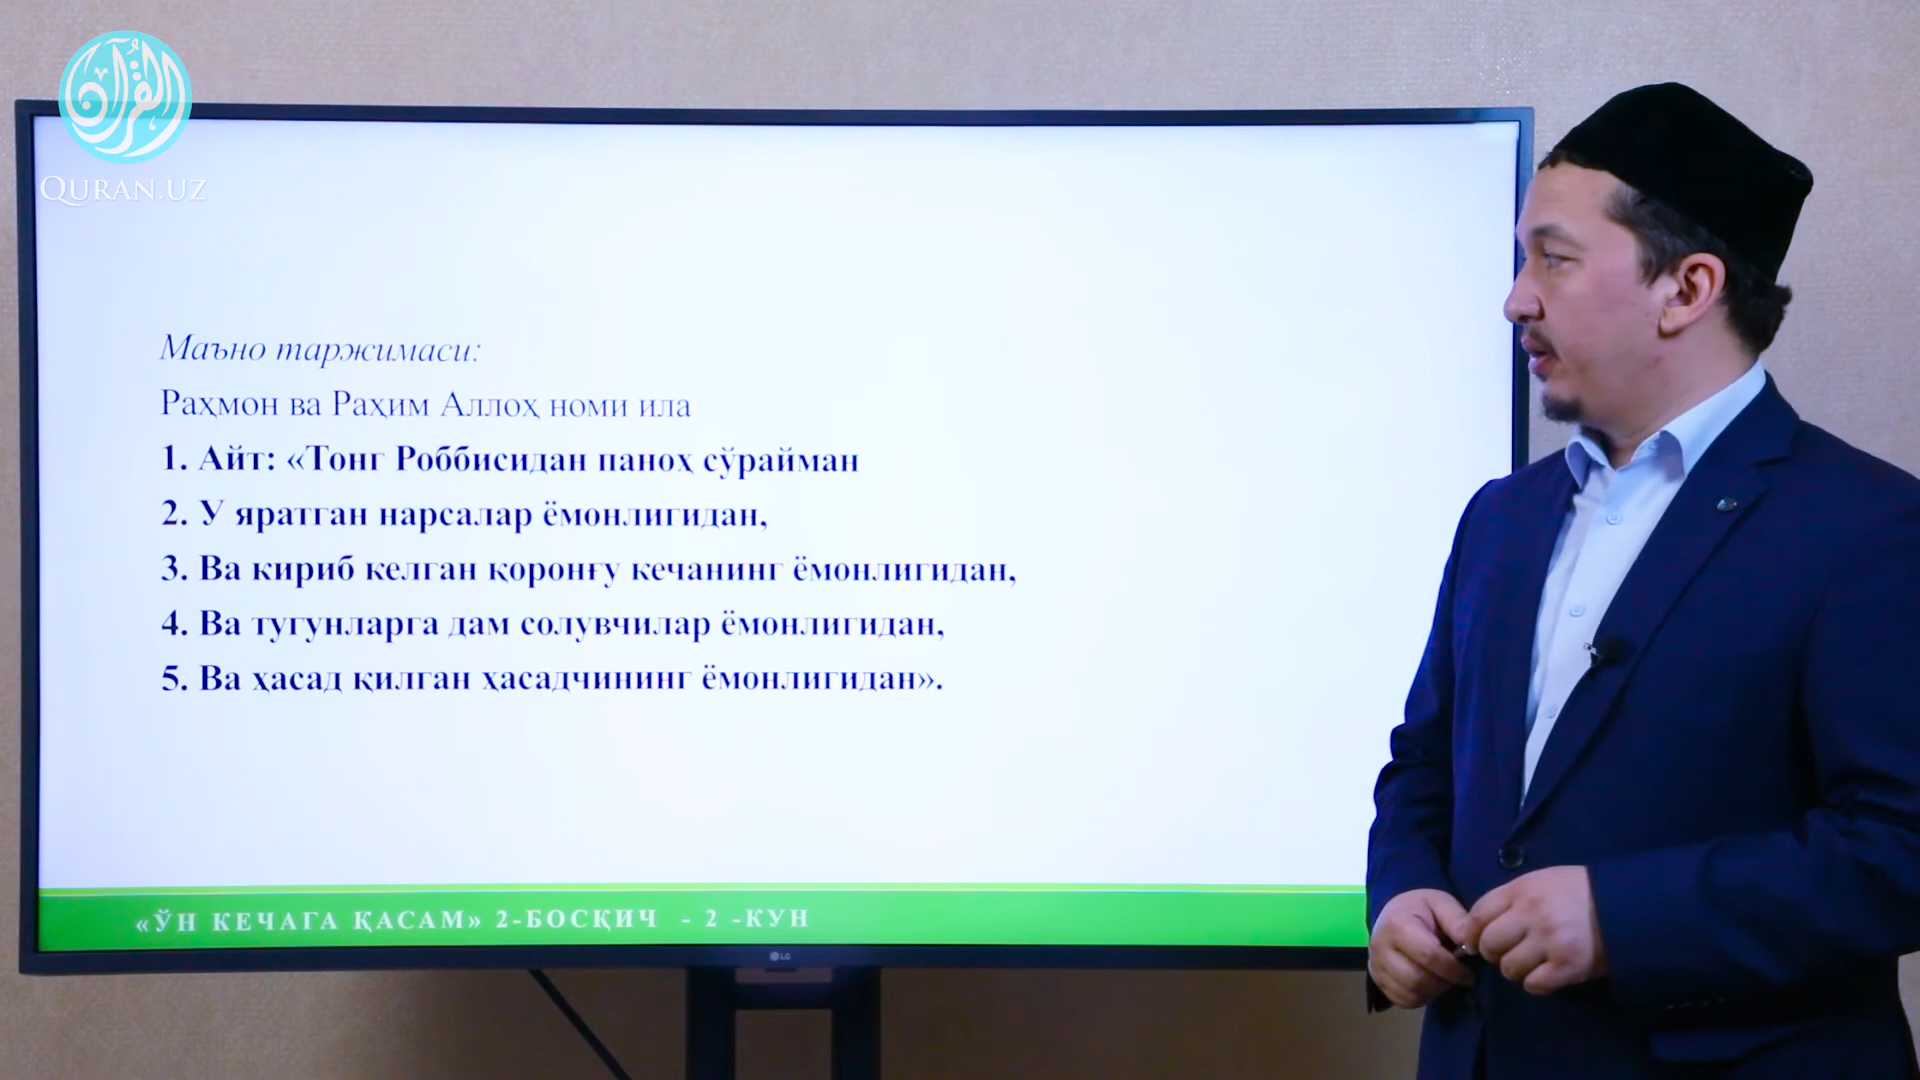 القرآن
QURAN.UZ
Маъно таржимаси:
Раҳмон ва Раҳим Аллоҳ номи ила
1. Айт: «Тонг Роббисидан паноҳ сўрайман
2. У яратган нарсалар ёмонлигидан,
3. Ва кириб келган қоронғу кечанинг ёмонлигидан,
4. Ва тугунларга дам солувчилар ёмонлигидан,
5. Ва ҳасад қилган ҳасадчининг ёмонлигидан».
«ЎН КЕЧАГА ҚАСАМ» 2-БОСҚИЧ - 2 -КУН
LG